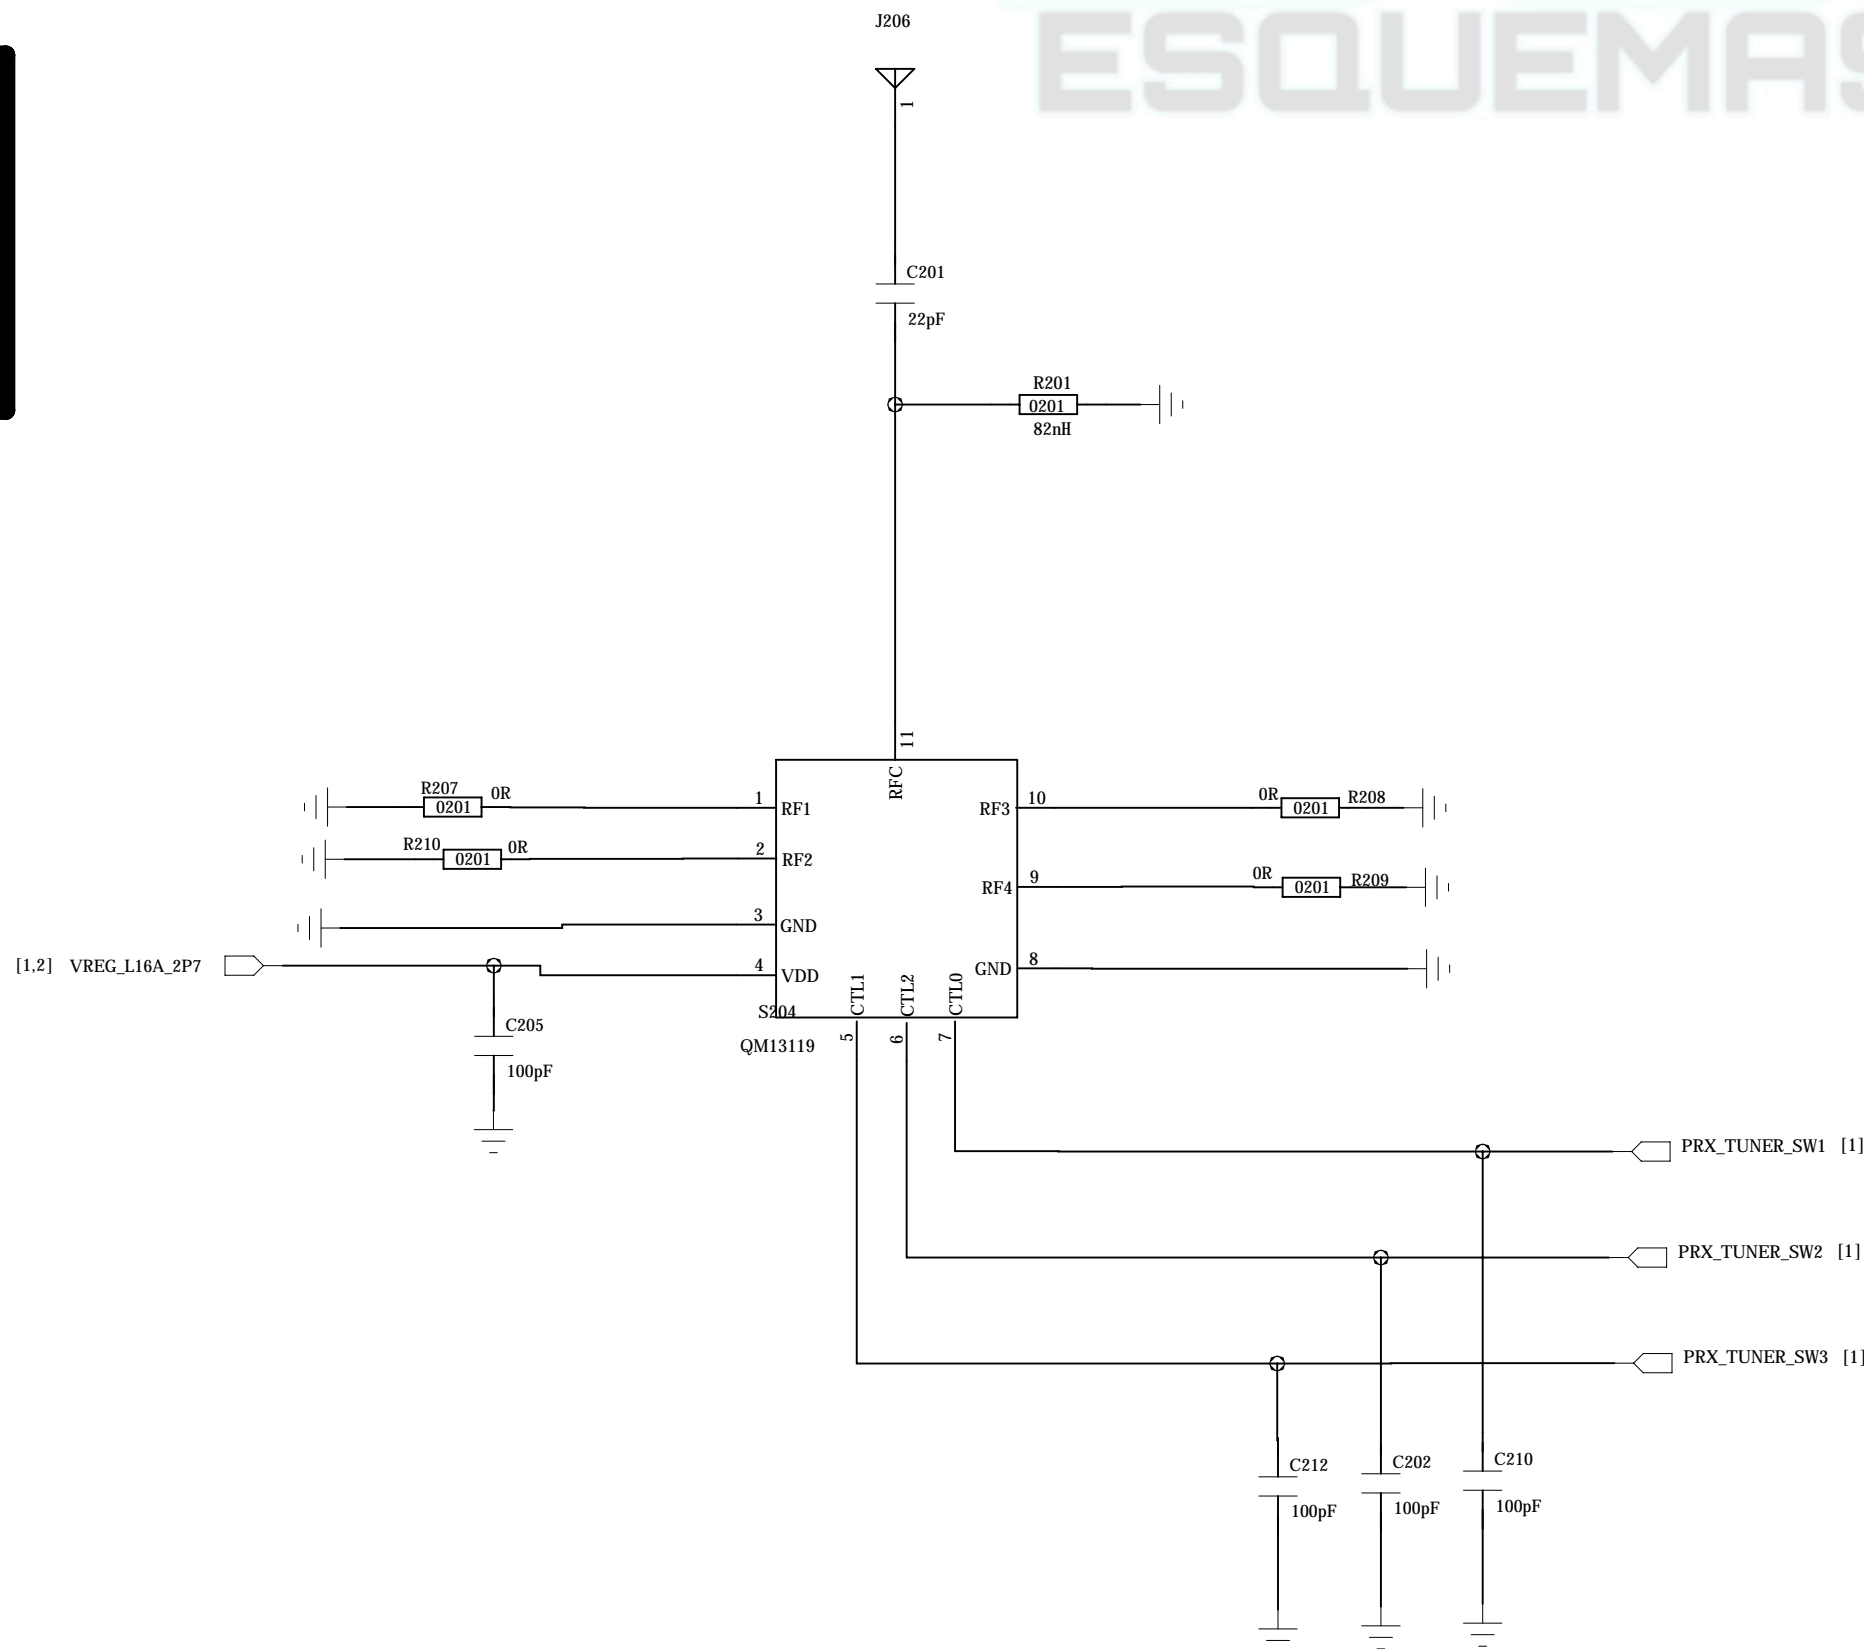 J206
ESQUEMAS
1
C201
22pF
R201
0201
82nH
11
RFC
R207
0201
0R
1
RF1
RF3
10
0R
0201
R208
R210
0201
0R
2
RF2
RF4
9
0R
0201
R209
3
GND
GND
8
[1,2] VREG_L16A_2P7
4
VDD
CTL1
CTL2
CTL0
S204
QM13119
5
6
7
C205
100pF
PRX_TUNER_SW1 [1]
PRX_TUNER_SW2 [1]
PRX_TUNER_SW3 [1]
C212
100pF
C202
100pF
C210
100pF